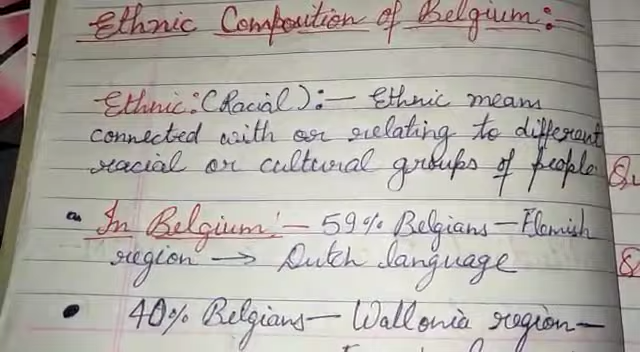 Ethnic Composition of Belgium:-
Ethnic:(Racial):- Ethnic means
connected with or relating to different
racial or cultural groups of people
In Belgium:- 59% Belgians-Flemish
region → Dutch language
• 40% Belgians- Wallonia region-